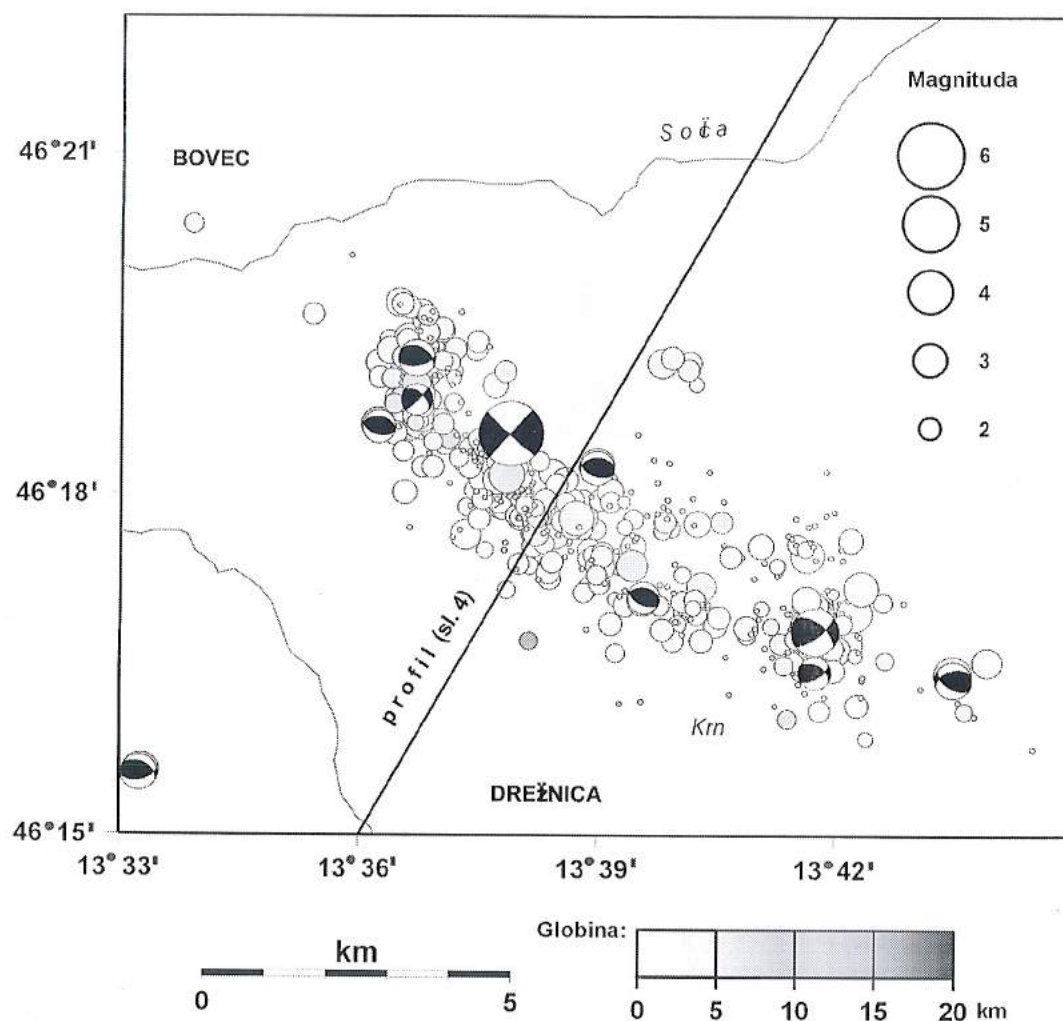 Magnituda
6
5
4
3
2
Soča
BOVEC
profil (sl. 4)
Krn
DREŽNICA
46°21'
46°18'
46°15'
13°33'
13°36'
13°39'
13°42'
km
0 5
Globina:
0 5 10 15 20 km